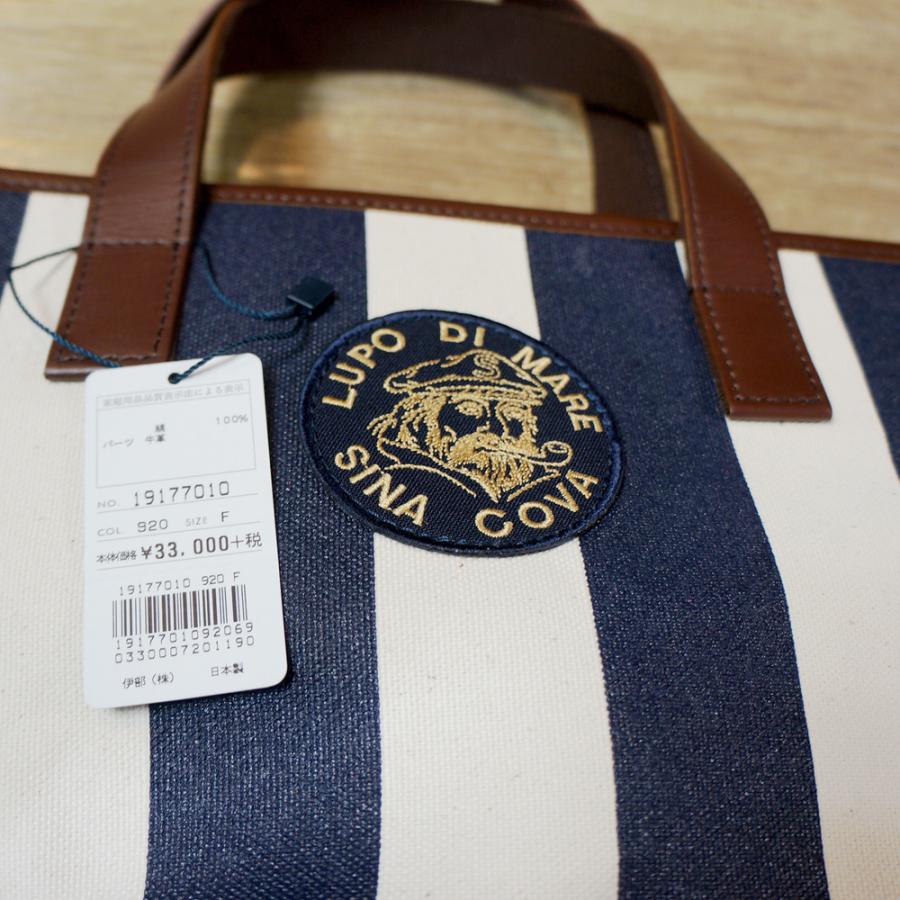 LUPO DI MARE
S
SINA COVA
家庭用品品質表示法による表示
綿 100%
パーツ 牛革
NO. 19177010
COL 920 SIZE F
本体価格 ¥33,000+税
19177010 920 F
1917701092069
0330007201190
伊部（株） 日本製